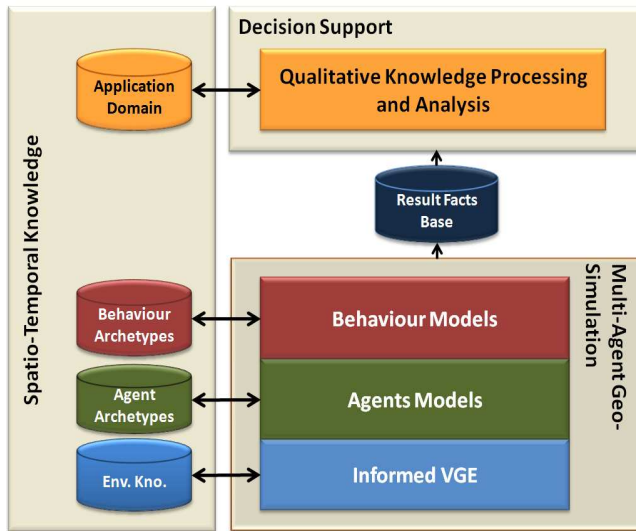 Decision Support
Application
Domain
Qualitative Knowledge Processing
and Analysis
Spatio-Temporal Knowledge
Result Facts
Base
Multi-Agent Geo-
Simulation
Behaviour
Archetypes
Behaviour Models
Agent
Archetypes
Agents Models
Env. Kno.
Informed VGE